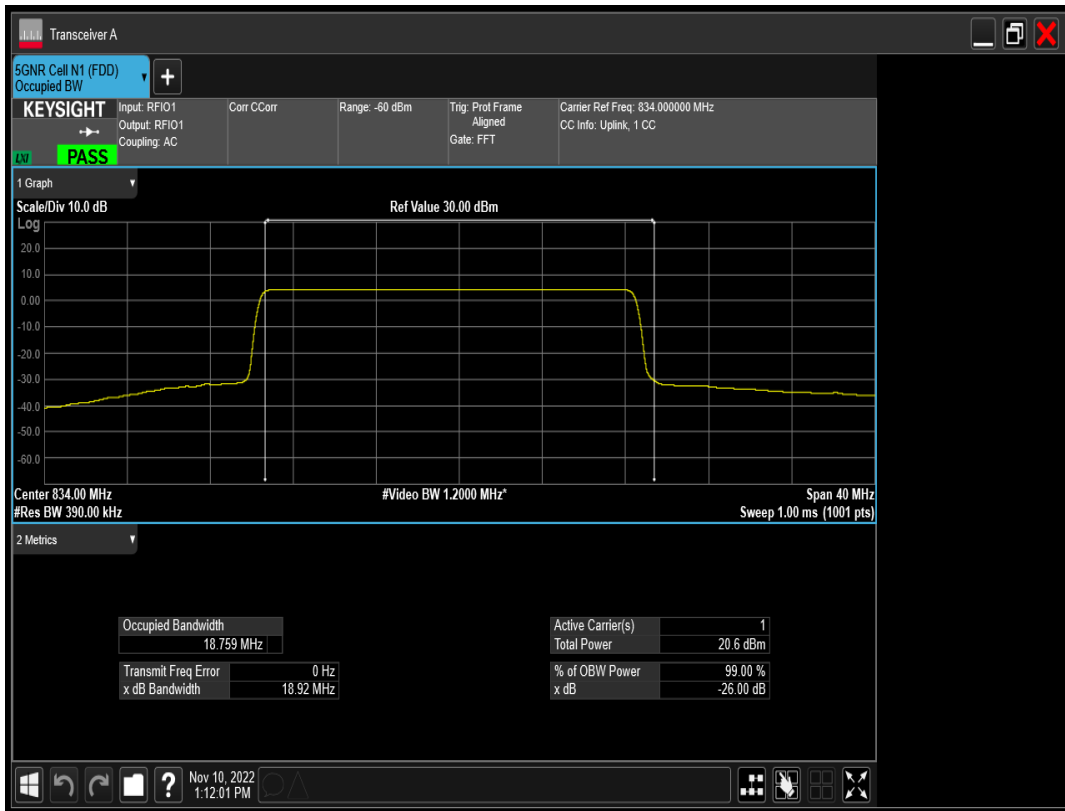 Transceiver A
5GNR Cell N1 (FDD)
Occupied BW
+
KEYSIGHT
LXI
PASS
Input: RFIO1
Output: RFIO1
Coupling: AC
Corr CCorr
Range: -60 dBm
Trig: Prot Frame
Aligned
Gate: FFT
Carrier Ref Freq: 834.000000 MHz
CC Info: Uplink, 1 CC
1 Graph
Scale/Div 10.0 dB
Ref Value 30.00 dBm
Log
20.0
10.0
0.00
-10.0
-20.0
-30.0
-40.0
-50.0
-60.0
Center 834.00 MHz
#Video BW 1.2000 MHz*
Span 40 MHz
#Res BW 390.00 kHz
Sweep 1.00 ms (1001 pts)
2 Metrics
Occupied Bandwidth
18.759 MHz
Transmit Freq Error 0 Hz
x dB Bandwidth 18.92 MHz
Active Carrier(s) 1
Total Power 20.6 dBm
% of OBW Power 99.00 %
x dB -26.00 dB
?
Nov 10, 2022
1:12:01 PM